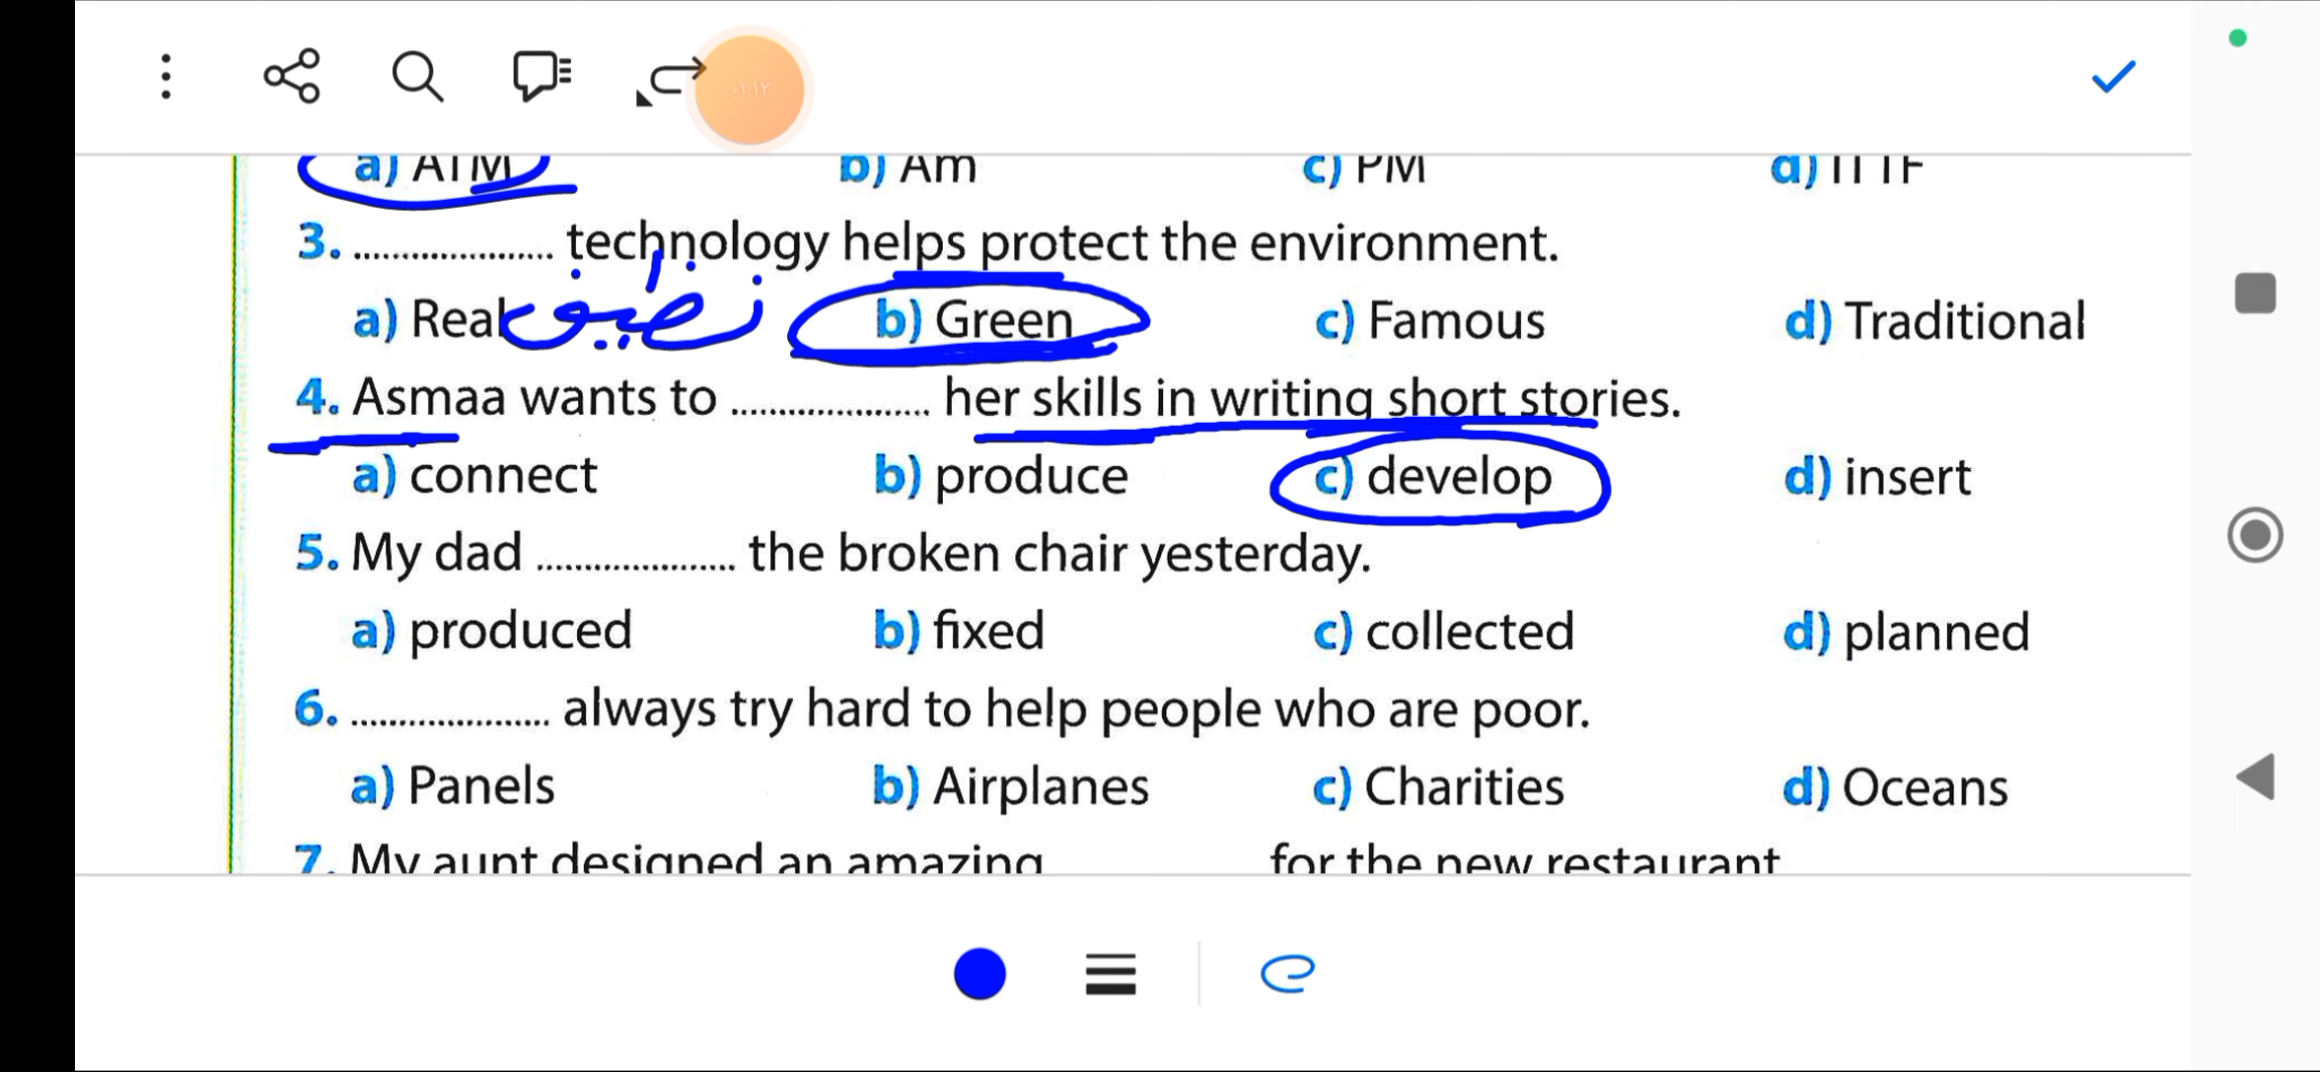 ٠١:١٢
a) ATM b) Am c) PM d) ITTF
3. .................... technology helps protect the environment.
نظيف
a) Real b) Green c) Famous d) Traditional
4. Asmaa wants to .................... her skills in writing short stories.
a) connect b) produce c) develop d) insert
5. My dad .................... the broken chair yesterday.
a) produced b) fixed c) collected d) planned
6. .................... always try hard to help people who are poor.
a) Panels b) Airplanes c) Charities d) Oceans
7. My aunt designed an amazing for the new restaurant